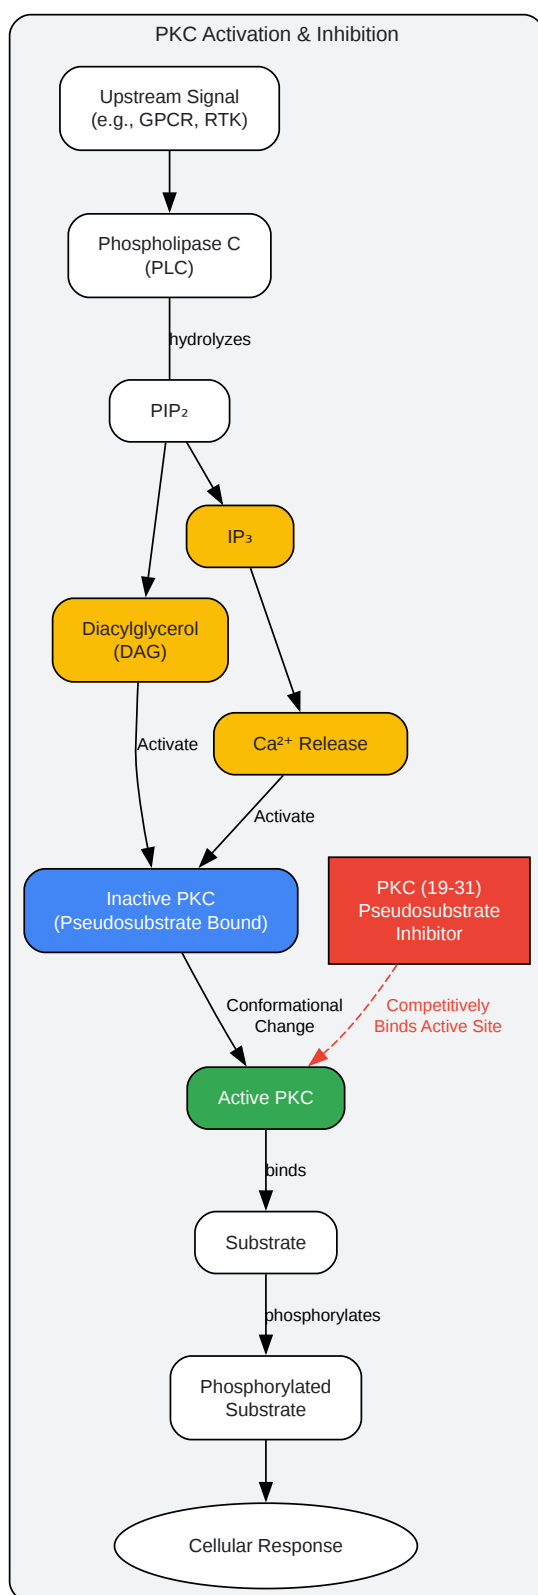 PKC Activation & Inhibition
Upstream Signal
(e.g., GPCR, RTK)
Phospholipase C
(PLC)
hydrolyzes
PIP₂
IP₃
Diacylglycerol
(DAG)
Ca²⁺ Release
Activate
Activate
Inactive PKC
(Pseudosubstrate Bound)
PKC (19-31)
Pseudosubstrate
Inhibitor
Conformational
Change
Competitively
Binds Active Site
Active PKC
binds
Substrate
phosphorylates
Phosphorylated
Substrate
Cellular Response